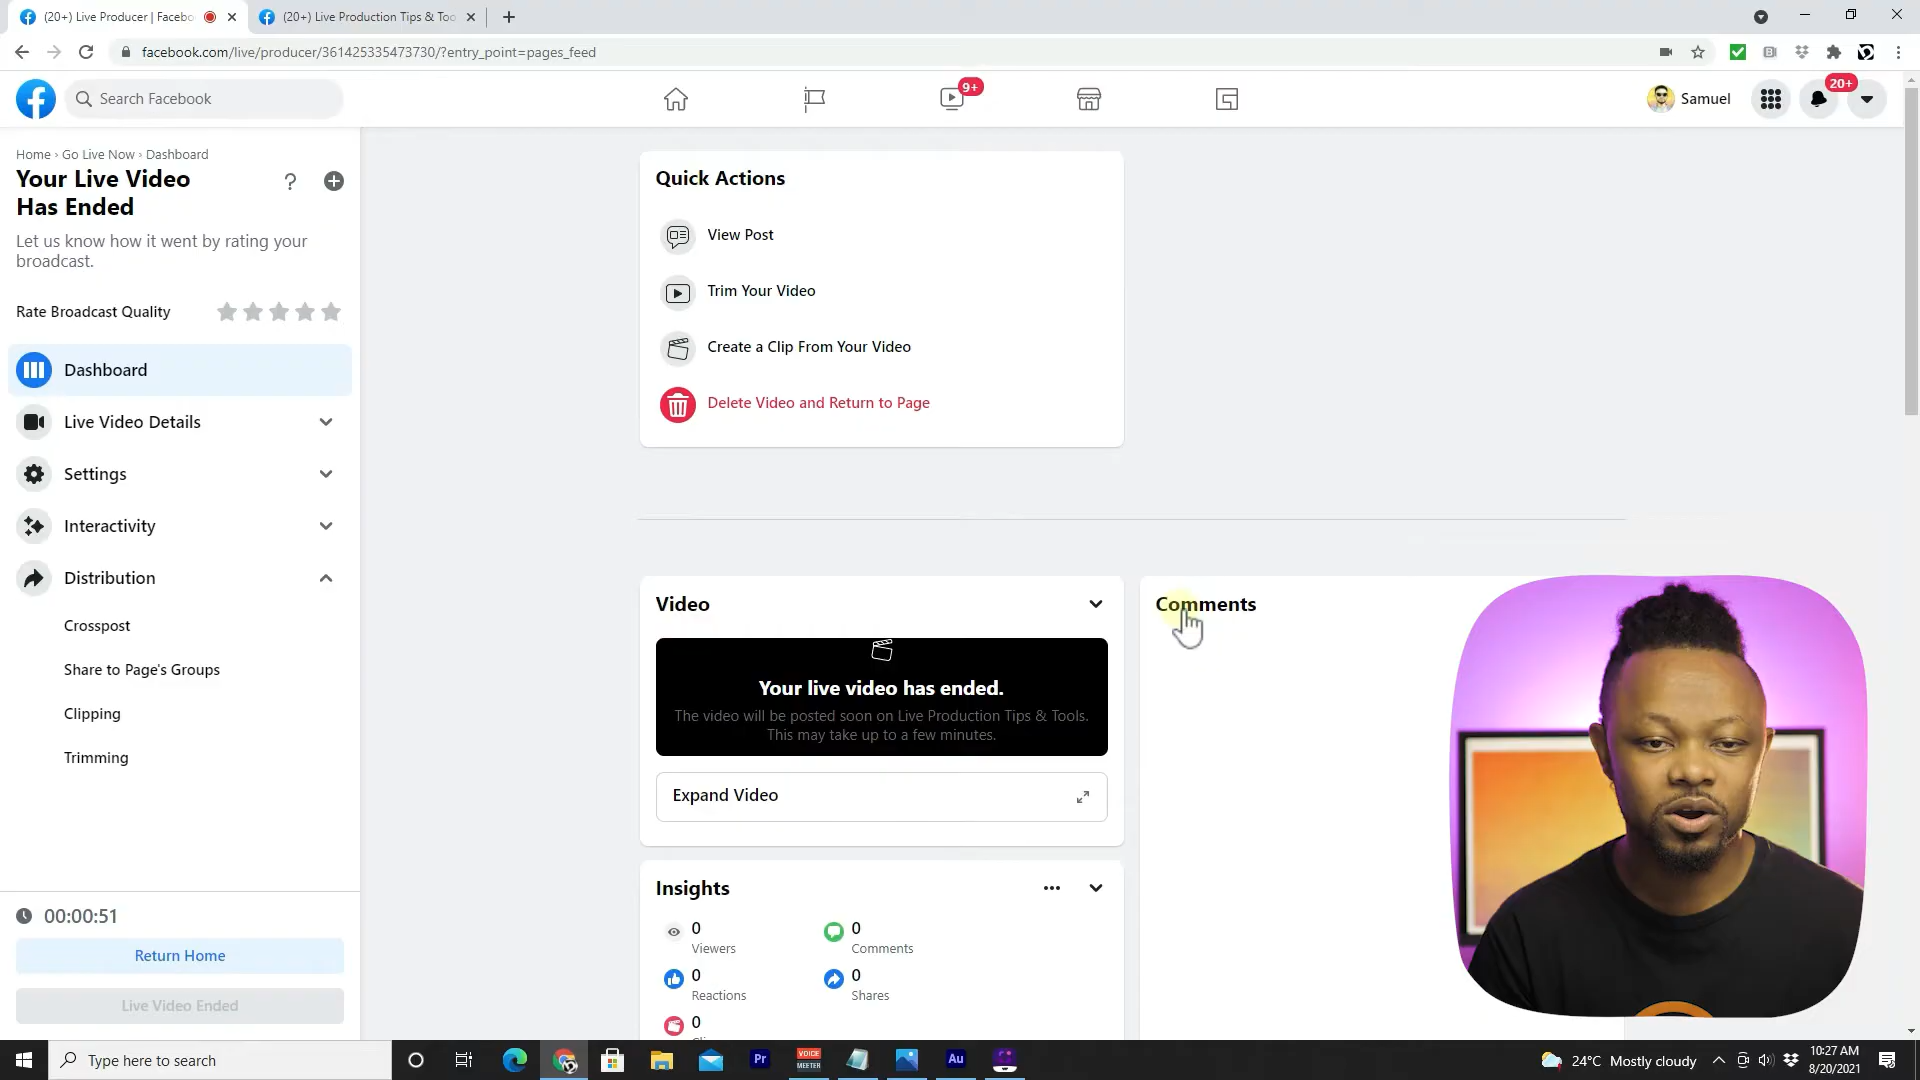 (20+) Live Producer | Facebo
(20+) Live Production Tips & Too
facebook.com/live/producer/361425335473730/?entry_point=pages_feed
Search Facebook
9+
Samuel
20+
Home › Go Live Now › Dashboard
Your Live Video
Has Ended
Let us know how it went by rating your
broadcast.
Rate Broadcast Quality
Dashboard
Live Video Details
Settings
Interactivity
Distribution
Crosspost
Share to Page's Groups
Clipping
Trimming
00:00:51
Return Home
Live Video Ended
Quick Actions
View Post
Trim Your Video
Create a Clip From Your Video
Delete Video and Return to Page
Video
Your live video has ended.
The video will be posted soon on Live Production Tips & Tools.
This may take up to a few minutes.
Expand Video
Insights
0
Viewers
0
Comments
0
Reactions
0
Shares
0
Comments
Type here to search
Pr
VOICE
MEETER
Au
24°C Mostly cloudy
10:27 AM
8/20/2021